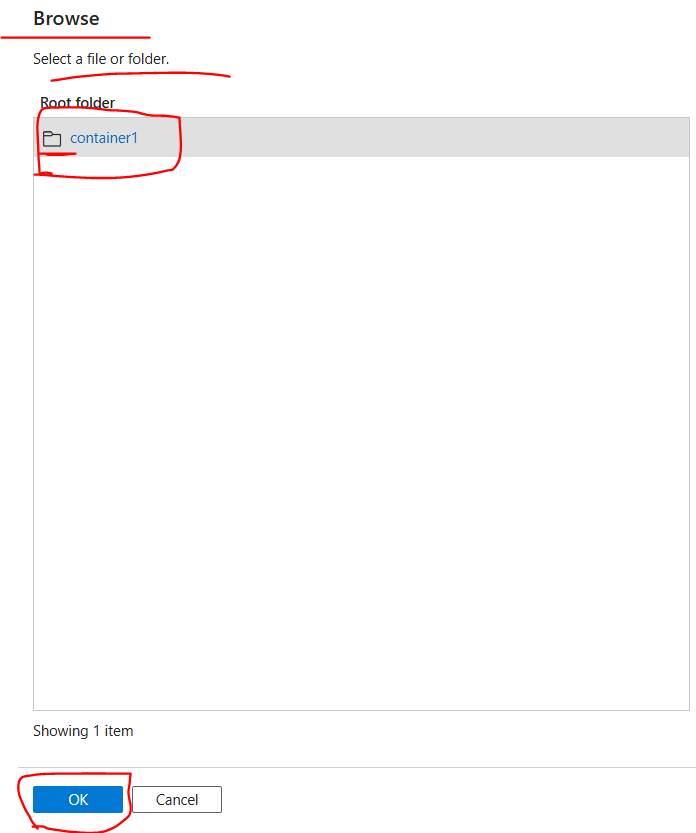 Browse
Select a file or folder.
Root folder
container1
Showing 1 item
OK
Cancel